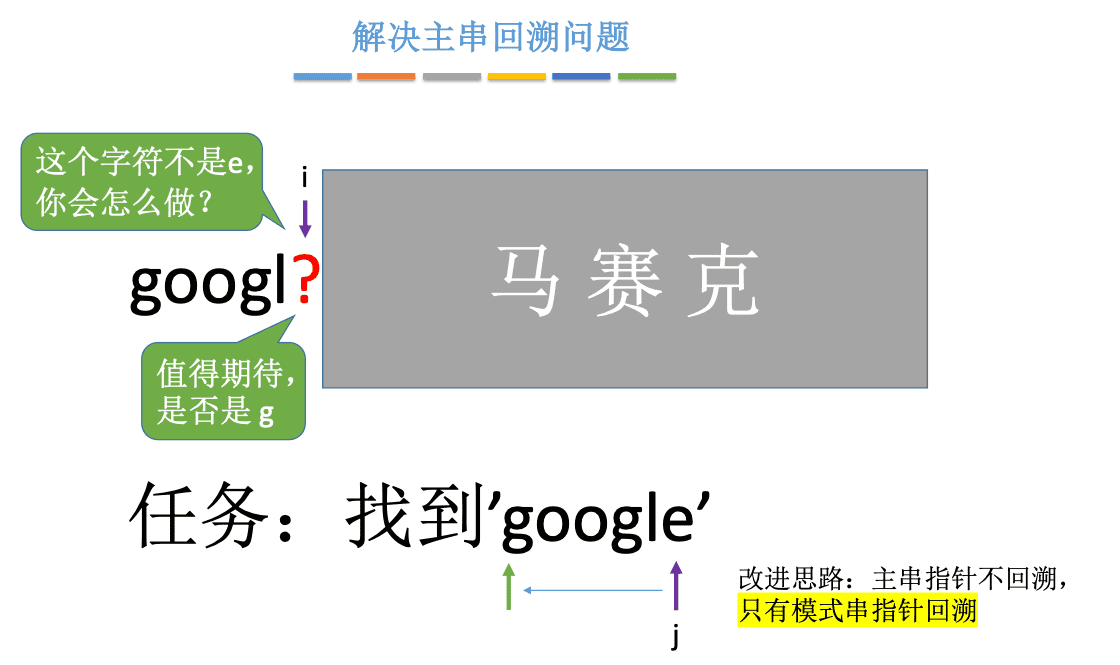 解决主串回溯问题
这个字符不是e，
你会怎么做？
i
googl?
马赛克
值得期待，
是否是 g
任务：找到’google’
j
改进思路：主串指针不回溯，
只有模式串指针回溯